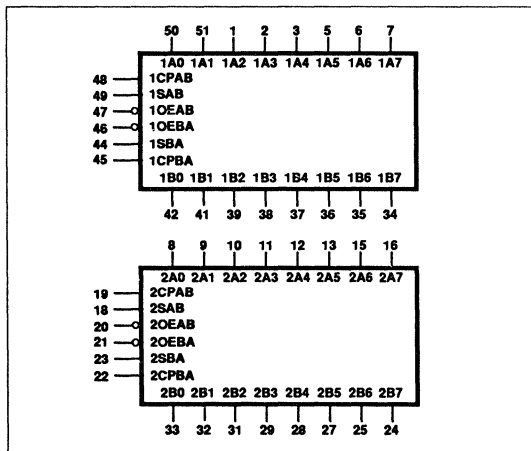 50 51 1 2 3 5 6 7
1A0 1A1 1A2 1A3 1A4 1A5 1A6 1A7
48 1CPAB
49 1SAB
47 1OEAB
46 1OEBA
44 1SBA
45 1CPBA
1B0 1B1 1B2 1B3 1B4 1B5 1B6 1B7
42 41 39 38 37 36 35 34
8 9 10 11 12 13 15 16
2A0 2A1 2A2 2A3 2A4 2A5 2A6 2A7
19 2CPAB
18 2SAB
20 2OEAB
21 2OEBA
23 2SBA
22 2CPBA
2B0 2B1 2B2 2B3 2B4 2B5 2B6 2B7
33 32 31 29 28 27 25 24